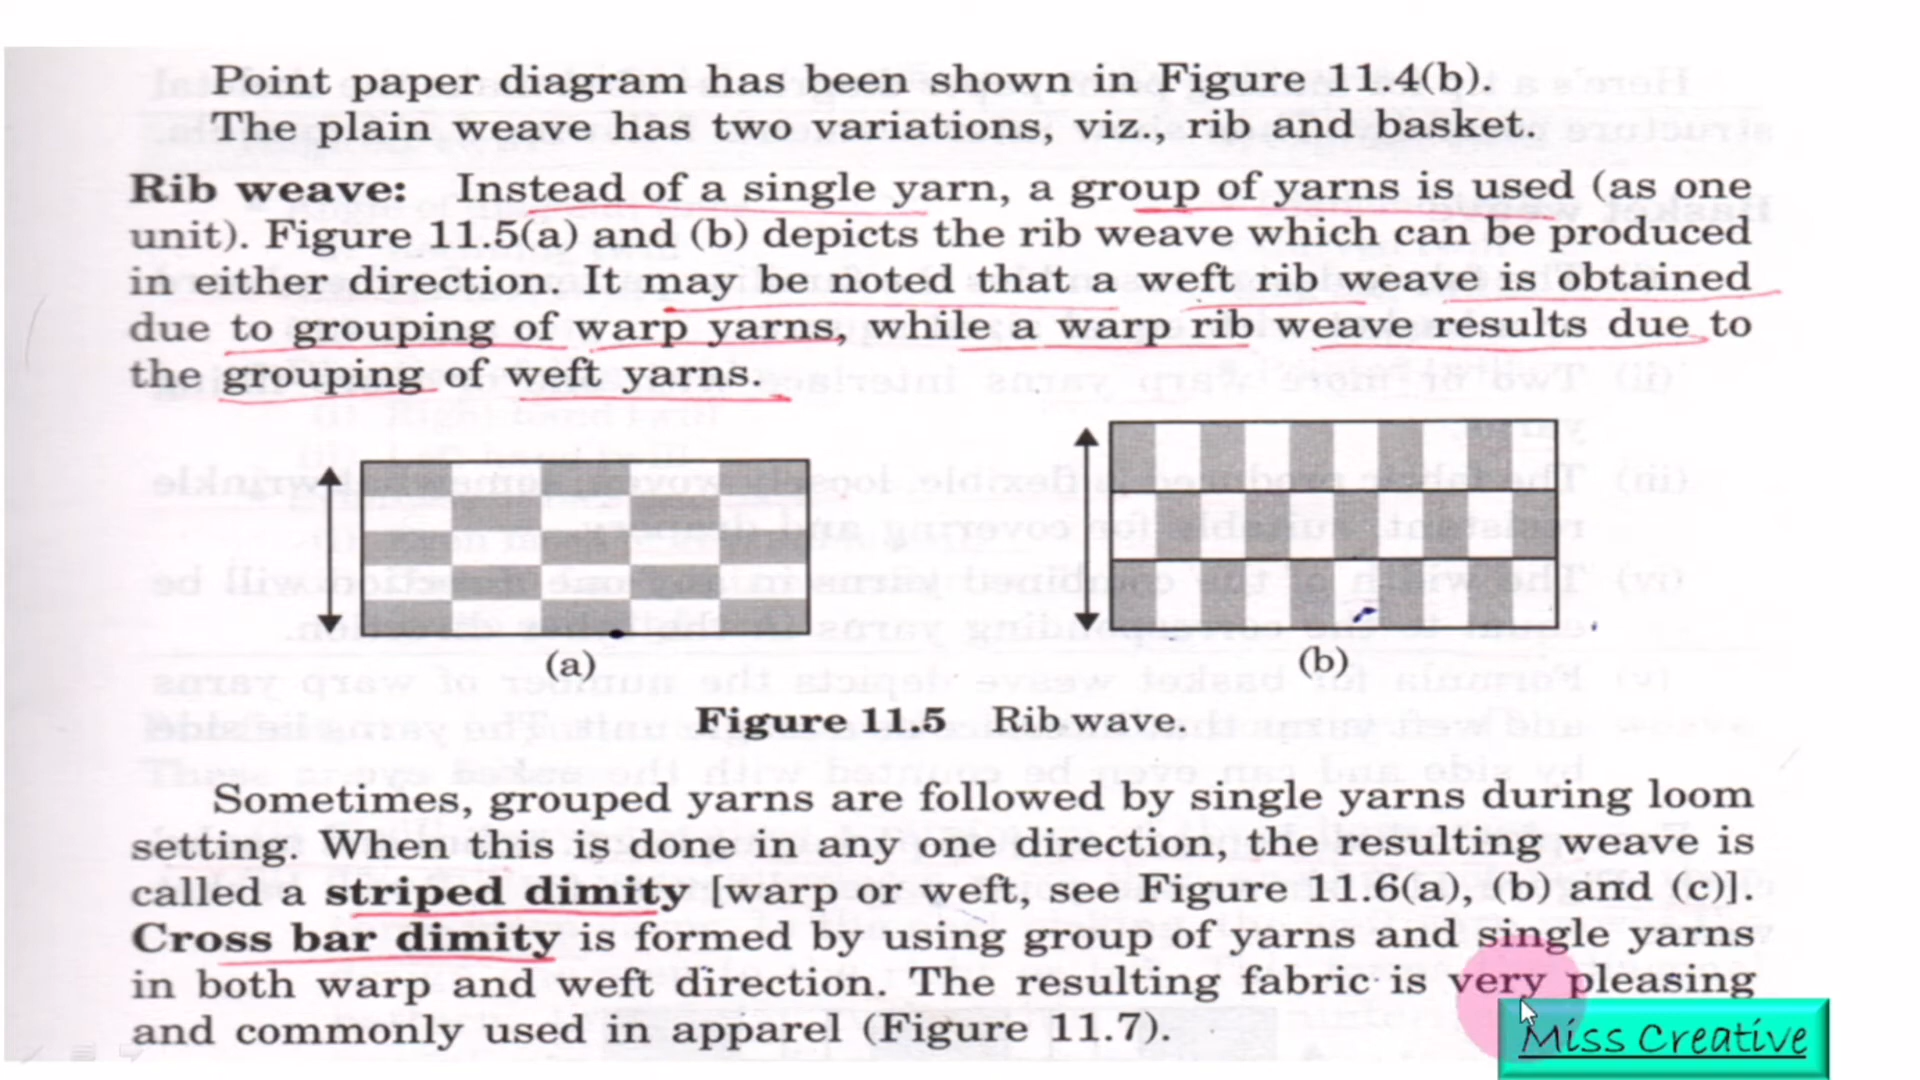 Point paper diagram has been shown in Figure 11.4(b).
The plain weave has two variations, viz., rib and basket.
Rib weave: Instead of a single yarn, a group of yarns is used (as one
unit). Figure 11.5(a) and (b) depicts the rib weave which can be produced
in either direction. It may be noted that a weft rib weave is obtained
due to grouping of warp yarns, while a warp rib weave results due to
the grouping of weft yarns.
(a)
(b)
Figure 11.5 Rib wave.
Sometimes, grouped yarns are followed by single yarns during loom
setting. When this is done in any one direction, the resulting weave is
called a striped dimity [warp or weft, see Figure 11.6(a), (b) and (c)].
Cross bar dimity is formed by using group of yarns and single yarns
in both warp and weft direction. The resulting fabric is very pleasing
and commonly used in apparel (Figure 11.7).
Miss Creative